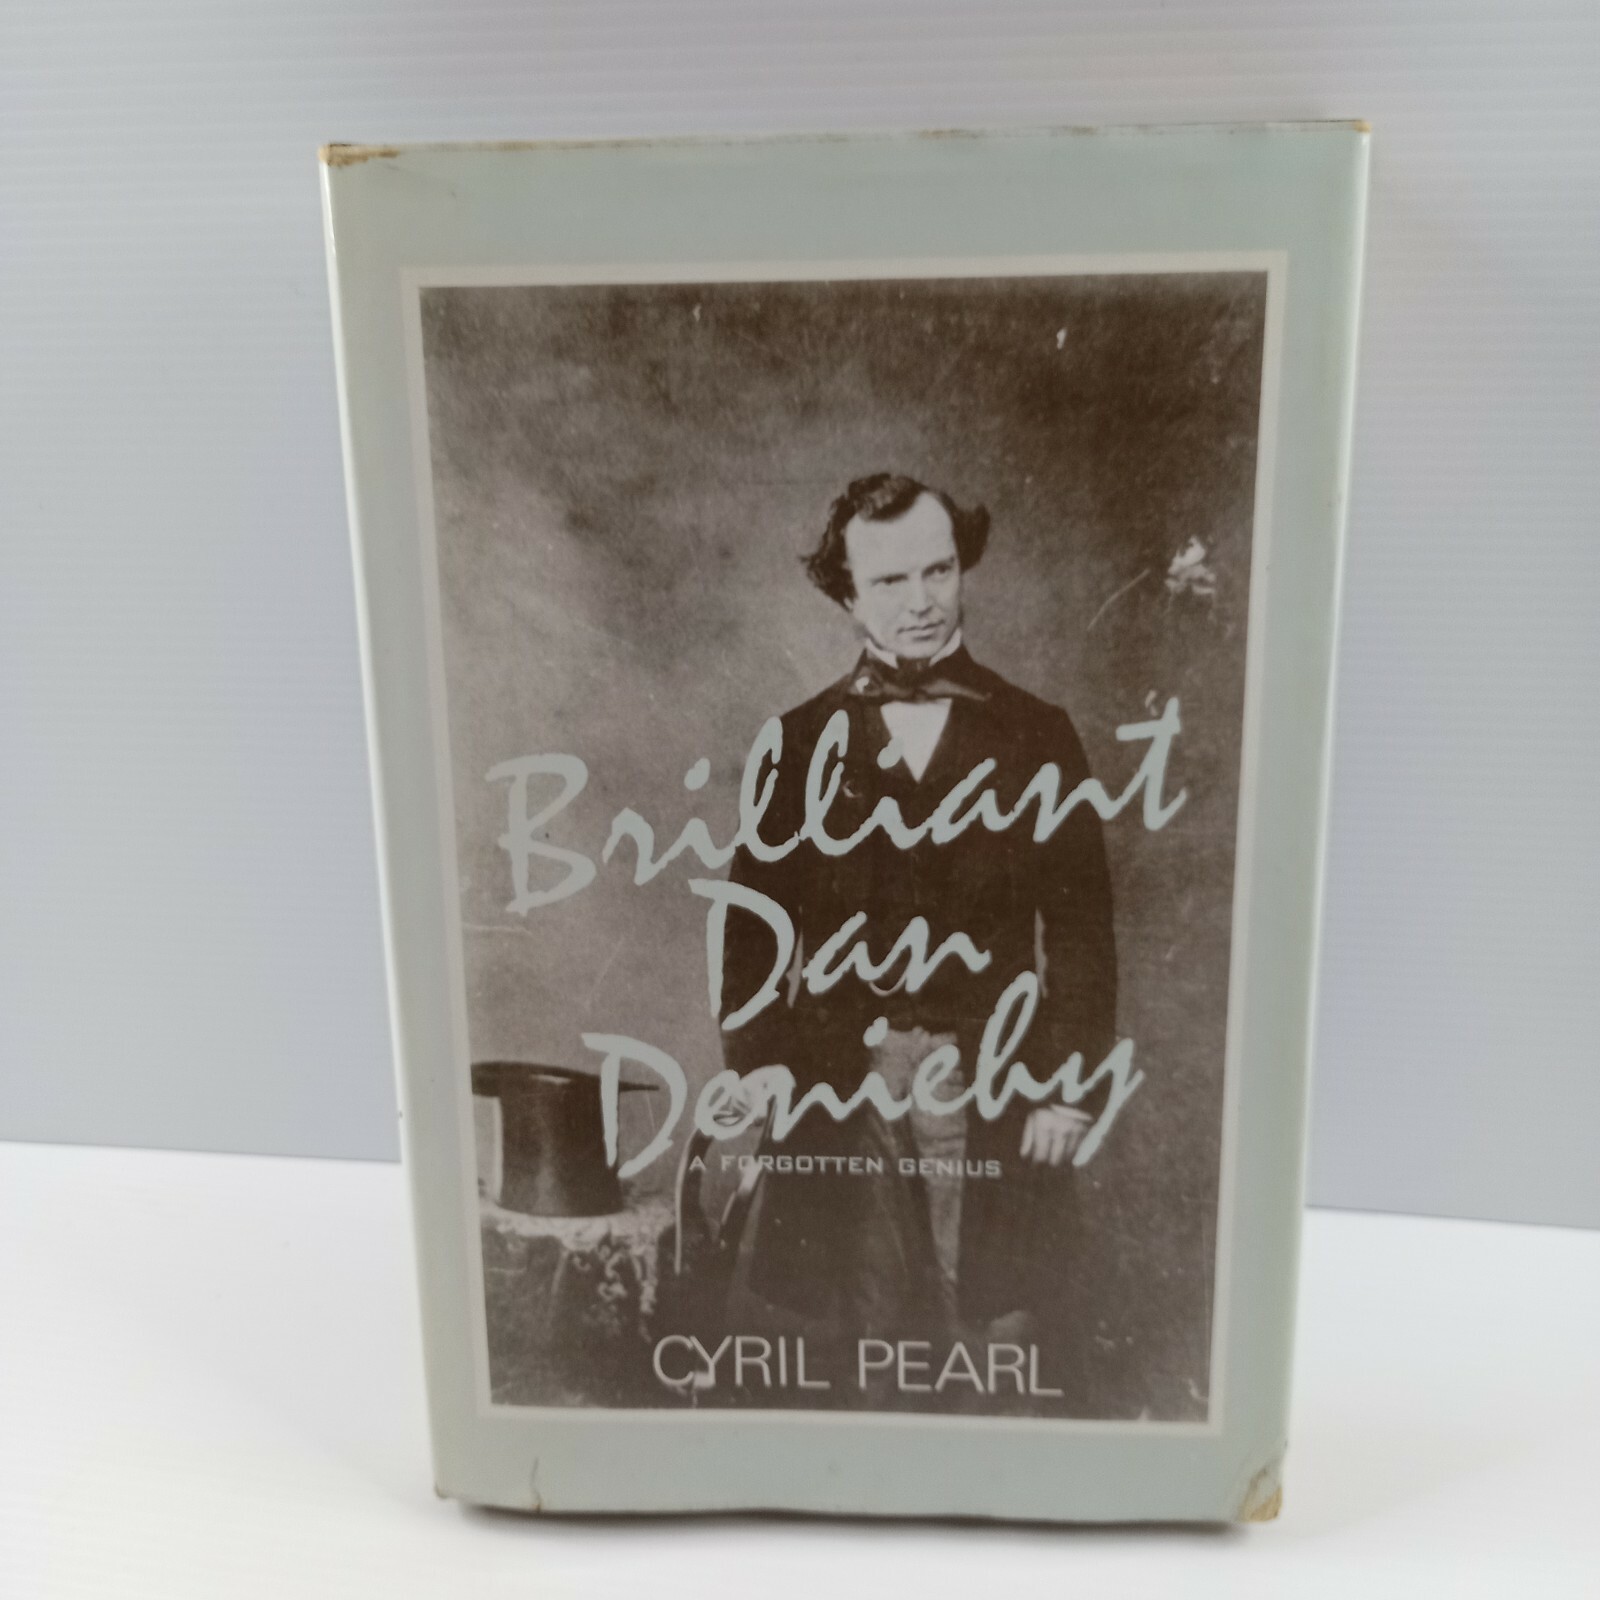 Brilliant
Dan
Deniehy
A FORGOTTEN GENIUS
CYRIL PEARL